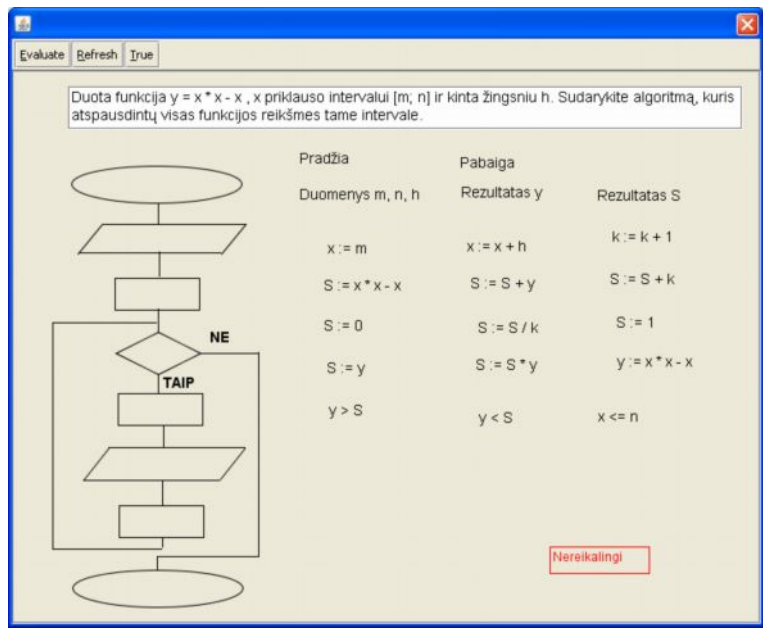 Evaluate Refresh True
Duota funkcija y = x * x - x , x priklauso intervalui [m; n] ir kinta žingsniu h. Sudarykite algoritmą, kuris
atspausdintų visas funkcijos reikšmes tame intervale.
Pradžia Pabaiga
Duomenys m, n, h Rezultatas y Rezultatas S
x := m x := x + h k := k + 1
S := x * x - x S := S + y S := S + k
S := 0 S := S / k S := 1
S := y S := S * y y := x * x - x
y > S y < S x <= n
NE
TAIP
Nereikalingi